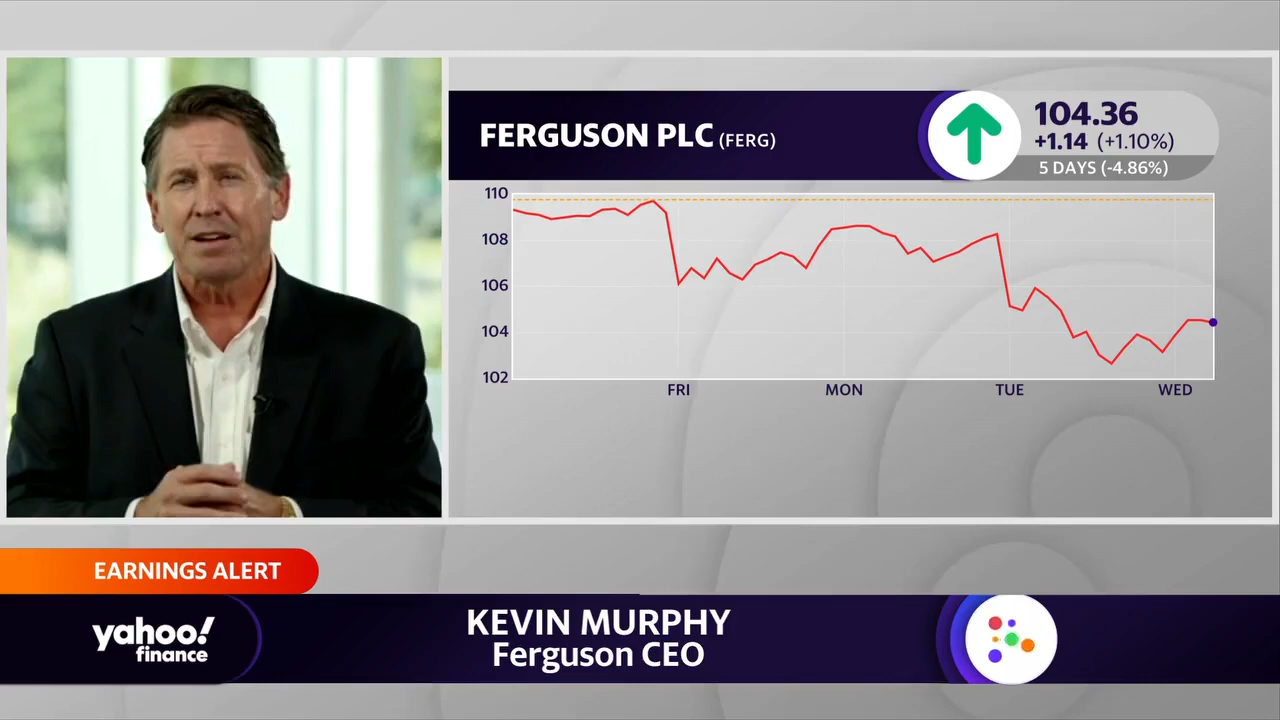 FERGUSON PLC (FERG)
104.36
+1.14 (+1.10%)
5 DAYS (-4.86%)
110
108
106
104
102
FRI MON TUE WED
EARNINGS ALERT
yahoo!
finance
KEVIN MURPHY
Ferguson CEO